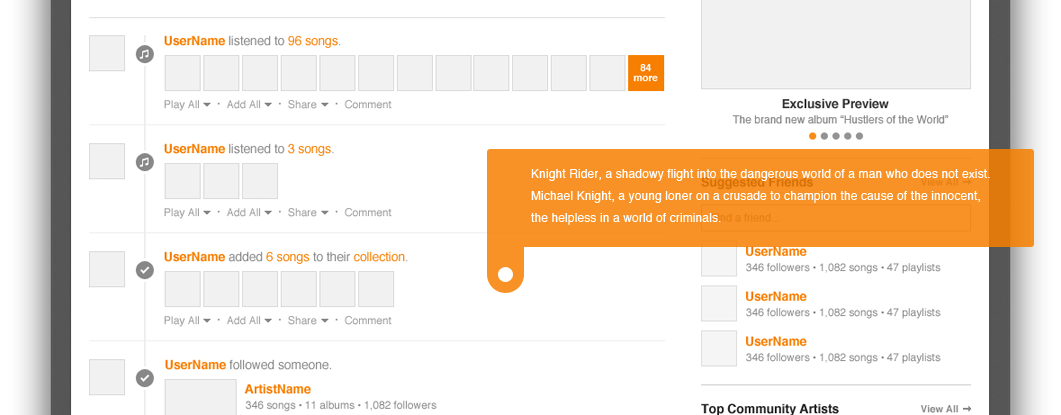 UserName listened to 96 songs.
84
more
Play All • Add All • Share • Comment
UserName listened to 3 songs.
Play All • Add All • Share • Comment
UserName added 6 songs to their collection.
Play All • Add All • Share • Comment
UserName followed someone.
ArtistName
346 songs • 11 albums • 1,082 followers
Exclusive Preview
The brand new album “Hustlers of the World”
Knight Rider, a shadowy flight into the dangerous world of a man who does not exist.
Michael Knight, a young loner on a crusade to champion the cause of the innocent,
the helpless in a world of criminals.
Suggested Friends
View All →
a friend...
UserName
346 followers • 1,082 songs • 47 playlists
UserName
346 followers • 1,082 songs • 47 playlists
UserName
346 followers • 1,082 songs • 47 playlists
Top Community Artists
View All →